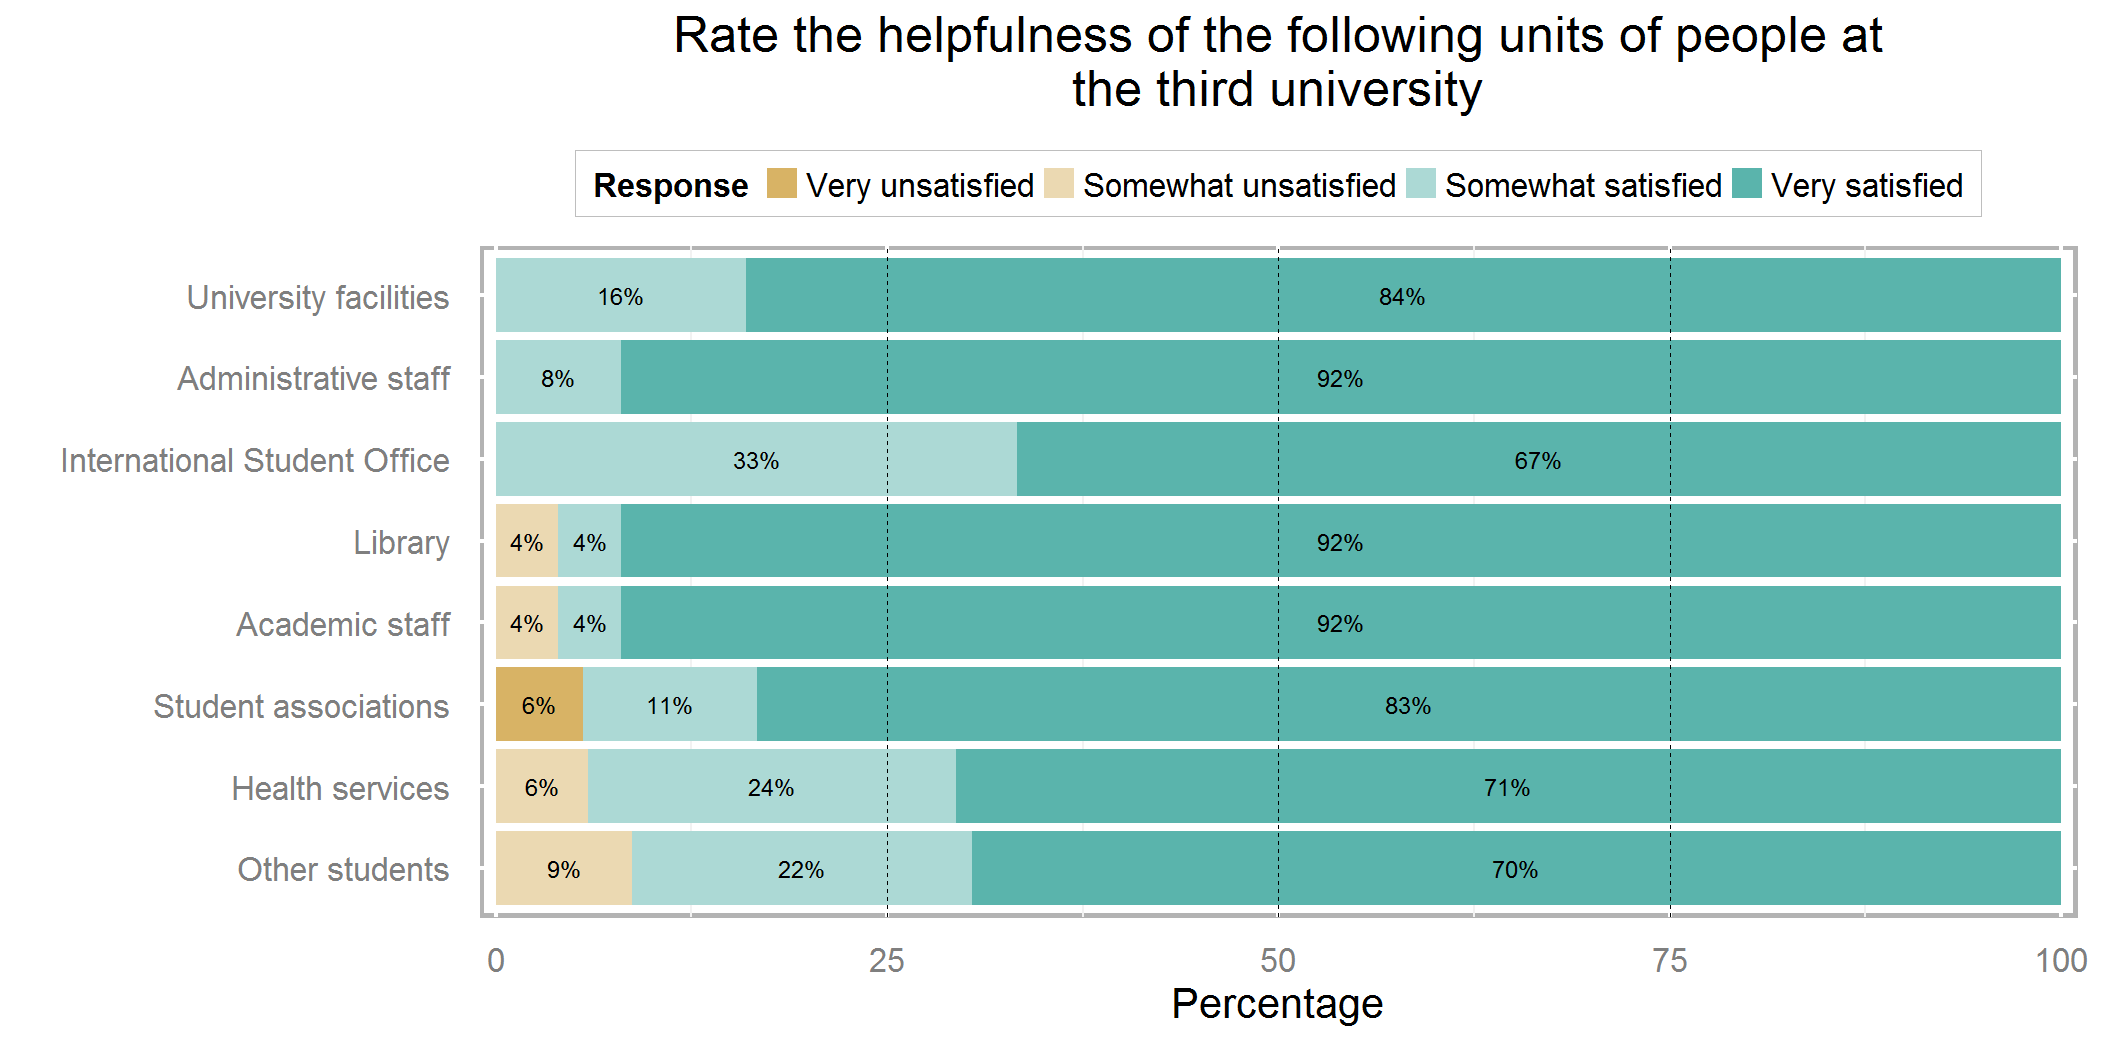 Rate the helpfulness of the following units of people at
the third university
Response Very unsatisfied Somewhat unsatisfied Somewhat satisfied Very satisfied
University facilities 16% 84%
Administrative staff 8% 92%
International Student Office 33% 67%
Library 4% 4% 92%
Academic staff 4% 4% 92%
Student associations 6% 11% 83%
Health services 6% 24% 71%
Other students 9% 22% 70%
0 25 50 75 100
Percentage